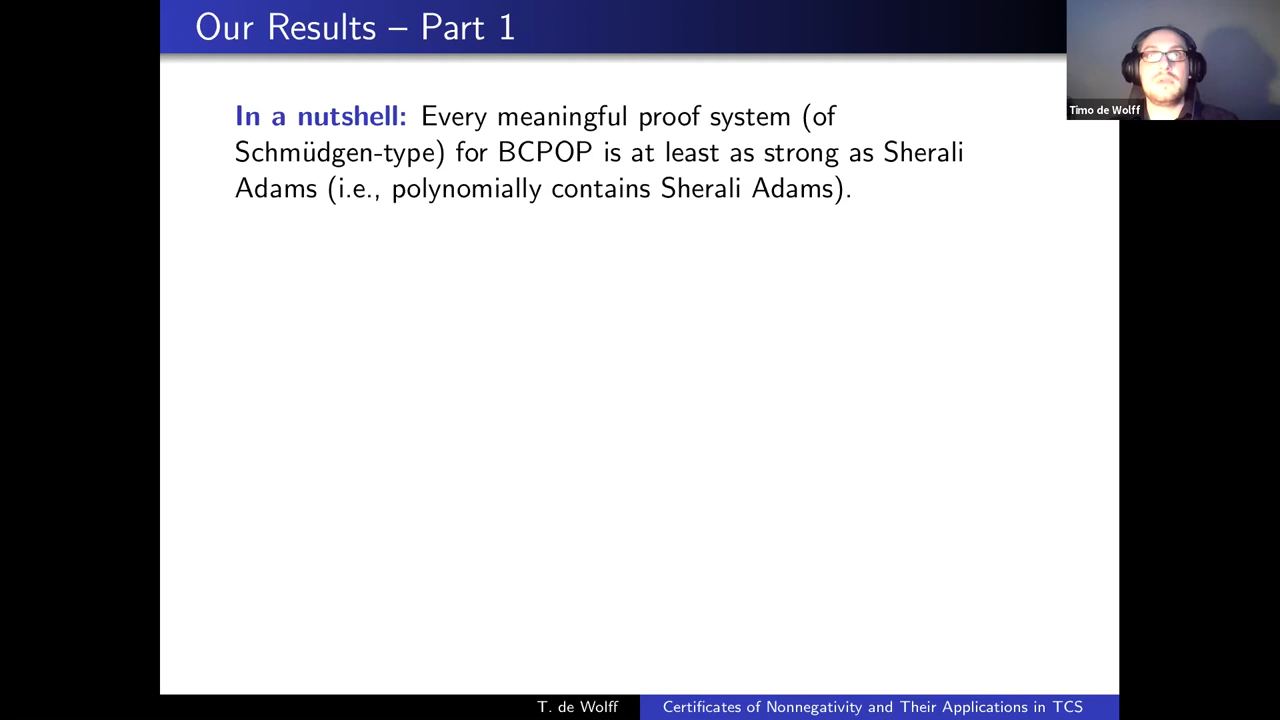 Our Results – Part 1
Timo de Wolff
In a nutshell: Every meaningful proof system (of
Schmüdgen-type) for BCPOP is at least as strong as Sherali
Adams (i.e., polynomially contains Sherali Adams).
T. de Wolff
Certificates of Nonnegativity and Their Applications in TCS